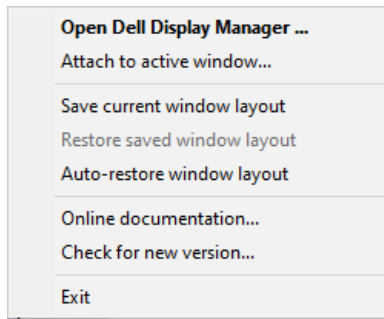 Open Dell Display Manager ...
Attach to active window...
Save current window layout
Restore saved window layout
Auto-restore window layout
Online documentation...
Check for new version...
Exit